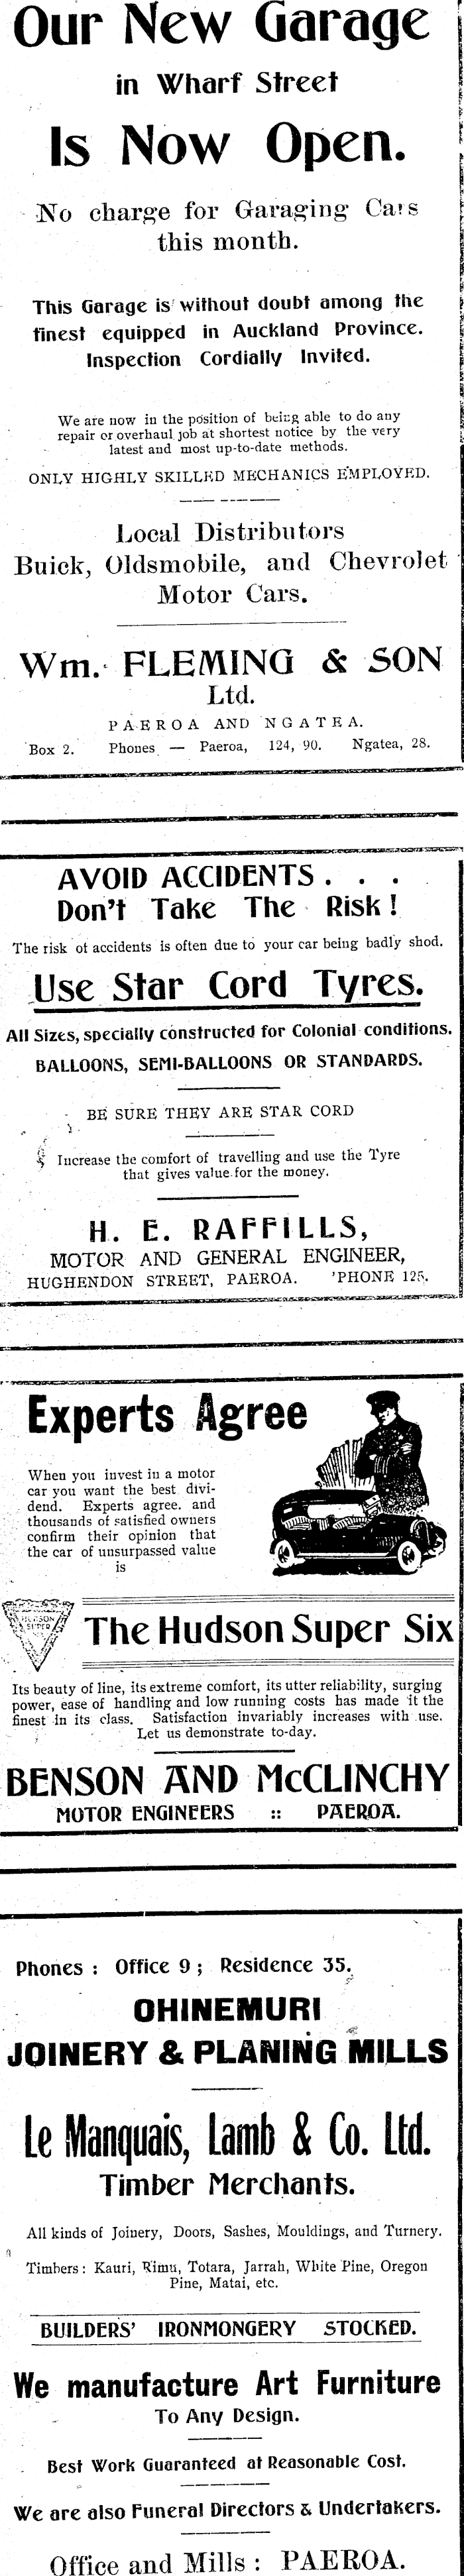 Our New Garage
in Wharf Street
Is Now Open.
No charge for Garaging Cars
this month.
This Garage is without doubt among the
finest equipped in Auckland Province.
Inspection Cordially Invited.
We are now in the position of being able to do any
repair or overhaul job at shortest notice by the very
latest and most up-to-date methods.
ONLY HIGHLY SKILLED MECHANICS EMPLOYED.
Local Distributors
Buick, Oldsmobile, and Chevrolet
Motor Cars.
Wm. FLEMING & SON
Ltd.
PAEROA AND NGATEA.
Box 2. Phones — Paeroa, 124, 90. Ngatea, 28.
AVOID ACCIDENTS . . .
Don't Take The Risk!
The risk of accidents is often due to your car being badly shod.
Use Star Cord Tyres.
All Sizes, specially constructed for Colonial conditions.
BALLOONS, SEMI-BALLOONS OR STANDARDS.
BE SURE THEY ARE STAR CORD
Increase the comfort of travelling and use the Tyre
that gives value for the money.
H. E. RAFFILLS,
MOTOR AND GENERAL ENGINEER,
HUGHENDON STREET, PAEROA. 'PHONE 125.
Experts Agree
When you invest in a motor
car you want the best divi-
dend. Experts agree. and
thousands of satisfied owners
confirm their opinion that
the car of unsurpassed value
is
HUDSON
SUPER
SIX
The Hudson Super Six
Its beauty of line, its extreme comfort, its utter reliability, surging
power, ease of handling and low running costs has made it the
finest in its class. Satisfaction invariably increases with use.
Let us demonstrate to-day.
BENSON AND McCLINCHY
MOTOR ENGINEERS :: PAEROA.
Phones : Office 9 ; Residence 35.
OHINEMURI
JOINERY & PLANING MILLS
Le Manquais, Lamb & Co. Ltd.
Timber Merchants.
All kinds of Joinery, Doors, Sashes, Mouldings, and Turnery.
Timbers : Kauri, Rimu, Totara, Jarrah, White Pine, Oregon
Pine, Matai, etc.
BUILDERS' IRONMONGERY STOCKED.
We manufacture Art Furniture
To Any Design.
Best Work Guaranteed at Reasonable Cost.
We are also Funeral Directors & Undertakers.
Office and Mills : PAEROA.